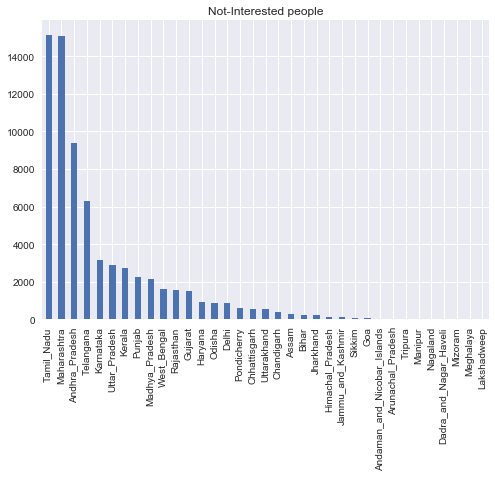 Not-Interested people
14000
12000
10000
8000
6000
4000
2000
0
Tamil_Nadu
Maharashtra
Andhra_Pradesh
Telangana
Karnataka
Uttar_Pradesh
Kerala
Punjab
Madhya_Pradesh
West_Bengal
Rajasthan
Gujarat
Haryana
Odisha
Delhi
Pondicherry
Chhattisgarh
Uttarakhand
Chandigarh
Assam
Bihar
Jharkhand
Himachal_Pradesh
Jammu_and_Kashmir
Sikkim
Goa
Andaman_and_Nicobar_Islands
Arunachal_Pradesh
Tripura
Manipur
Nagaland
Dadra_and_Nagar_Haveli
Mizoram
Meghalaya
Lakshadweep